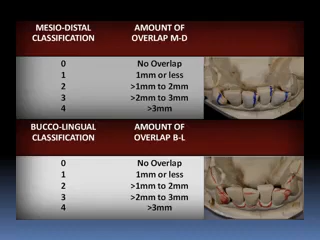 MESIO-DISTAL CLASSIFICATION AMOUNT OF OVERLAP M-D
0 No Overlap
1 1mm or less
2 >1mm to 2mm
3 >2mm to 3mm
4 >3mm
BUCCO-LINGUAL CLASSIFICATION AMOUNT OF OVERLAP B-L
0 No Overlap
1 1mm or less
2 >1mm to 2mm
3 >2mm to 3mm
4 >3mm